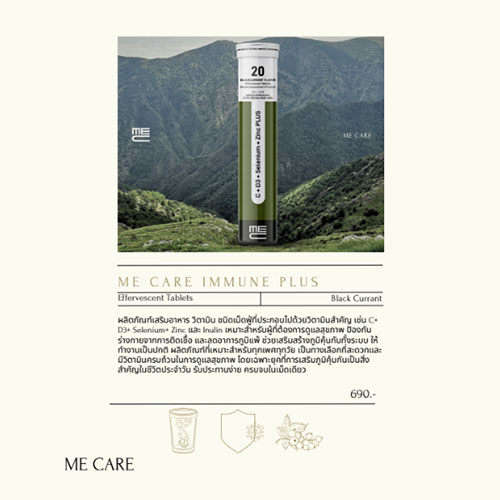 20
BLACKCURRANT FLAVOUR
C + D3 + Selenium + Zinc PLUS
ME
ME CARE
ME CARE IMMUNE PLUS
Effervescent Tablets
Black Currant
ผลิตภัณฑ์เสริมอาหาร วิตามิน ชนิดเม็ดฟู่ที่ประกอบไปด้วยวิตามินสำคัญ เช่น C+
D3+ Selenium+ Zinc และ Inulin เหมาะสำหรับผู้ที่ต้องการดูแลสุขภาพ ป้องกัน
ร่างกายจากการติดเชื้อ และลดอาการภูมิแพ้ ช่วยเสริมสร้างภูมิคุ้มกันทั้งระบบ ให้
ทำงานเป็นปกติ ผลิตภัณฑ์ที่เหมาะสำหรับทุกเพศทุกวัย เป็นทางเลือกที่สะดวกและ
มีวิตามินครบถ้วนในการดูแลสุขภาพ โดยเฉพาะยุคที่การเสริมภูมิคุ้มกันเป็นสิ่ง
สำคัญในชีวิตประจำวัน รับประทานง่าย ครบจบในเม็ดเดียว
690.-
ME CARE